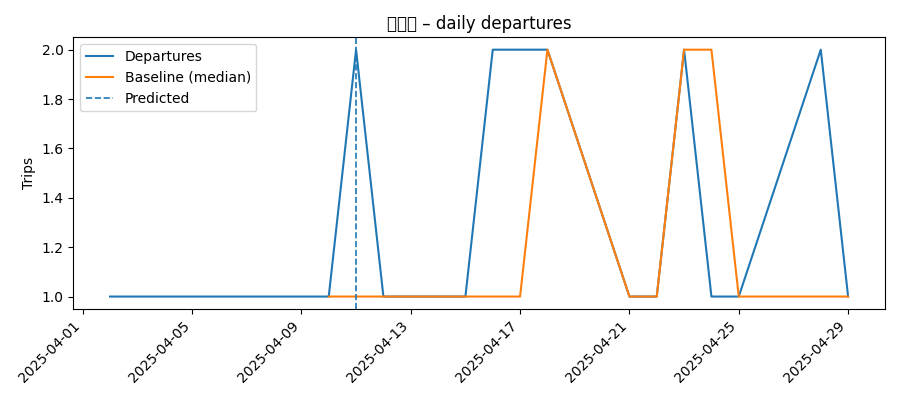 – daily departures
Departures
Baseline (median)
Predicted
Trips
2.0
1.8
1.6
1.4
1.2
1.0
2025-04-01
2025-04-05
2025-04-09
2025-04-13
2025-04-17
2025-04-21
2025-04-25
2025-04-29